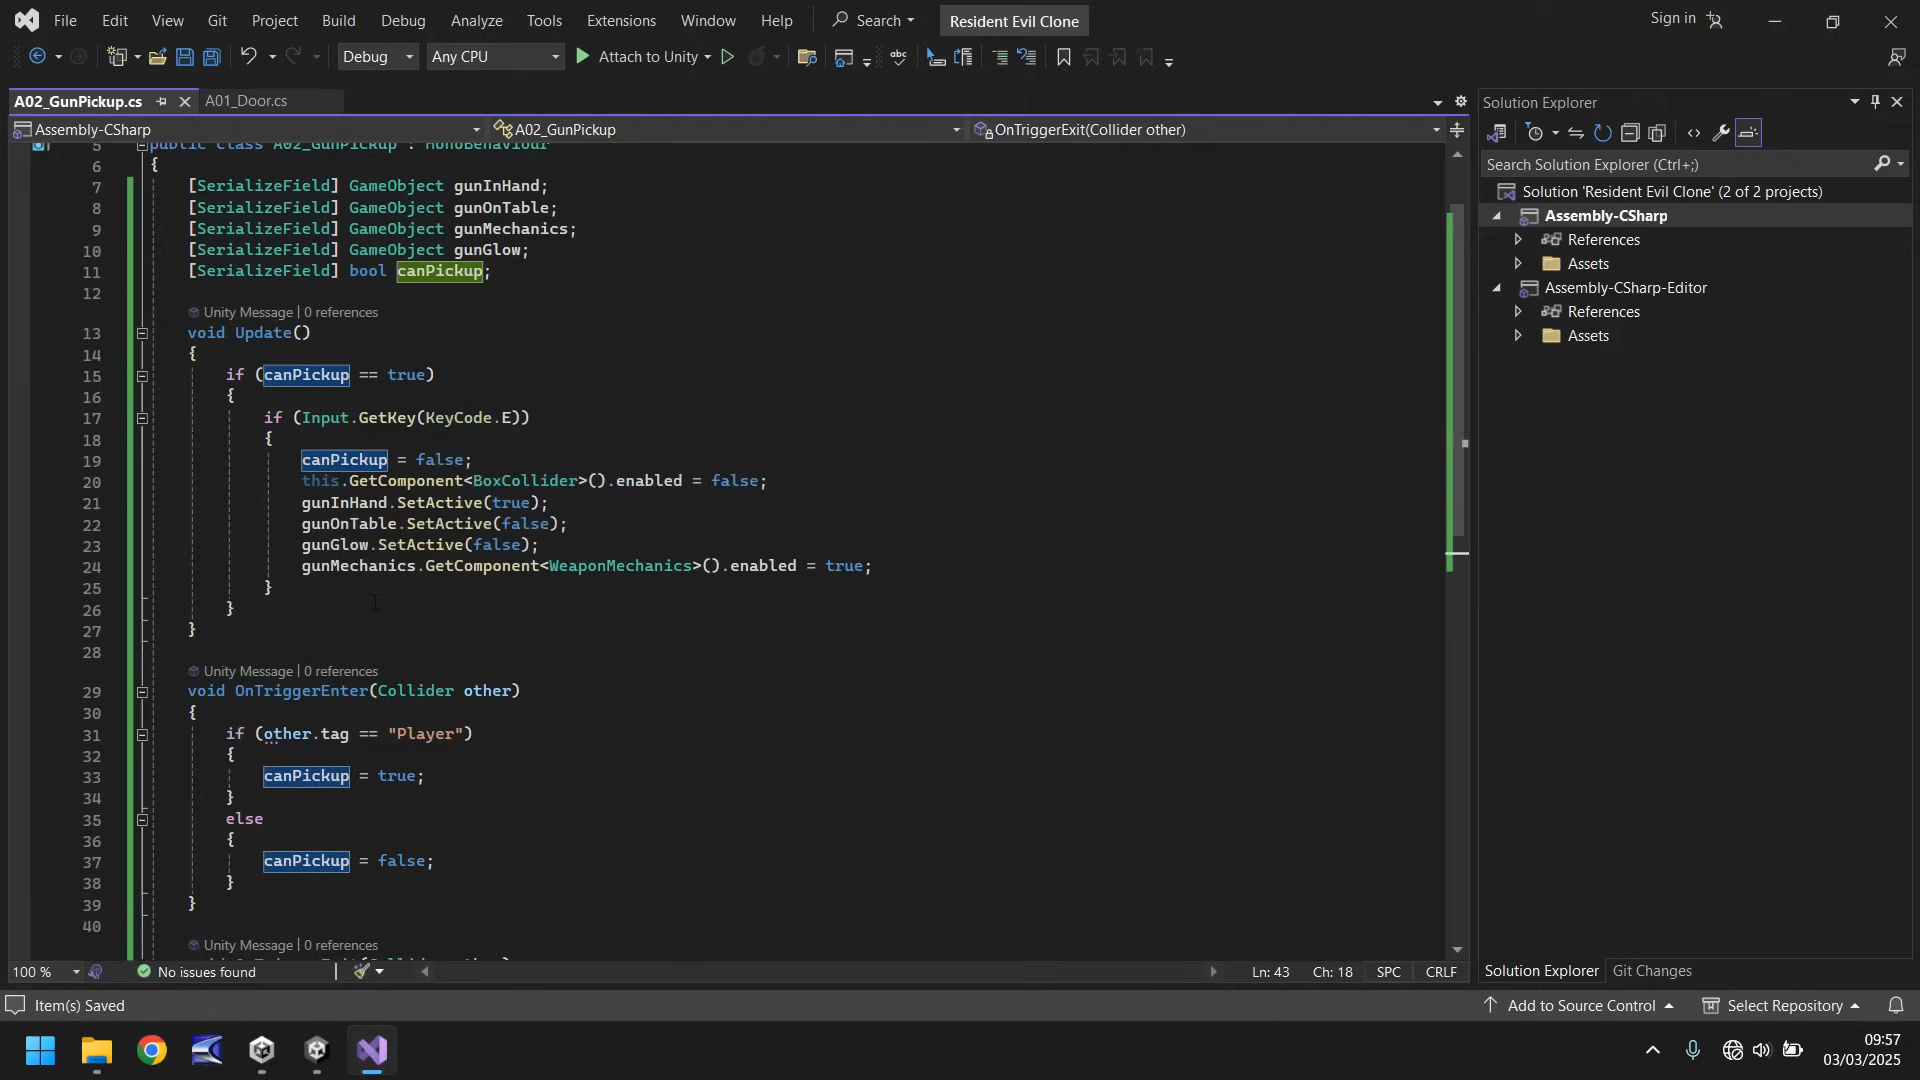 File Edit View Git Project Build Debug Test Analyze Tools Extensions Window Help Search Resident Evil Clone Sign in
Debug Any CPU Attach to Unity
A02_GunPickup.cs A01_Door.cs
Assembly-CSharp A02_GunPickup OnTriggerExit(Collider other)
5 public class A02_GunPickup : MonoBehaviour
6 {
7 [SerializeField] GameObject gunInHand;
8 [SerializeField] GameObject gunOnTable;
9 [SerializeField] GameObject gunMechanics;
10 [SerializeField] GameObject gunGlow;
11 [SerializeField] bool canPickup;
12
Unity Message | 0 references
13 void Update()
14 {
15 if (canPickup == true)
16 {
17 if (Input.GetKey(KeyCode.E))
18 {
19 canPickup = false;
20 this.GetComponent<BoxCollider>().enabled = false;
21 gunInHand.SetActive(true);
22 gunOnTable.SetActive(false);
23 gunGlow.SetActive(false);
24 gunMechanics.GetComponent<WeaponMechanics>().enabled = true;
25 }
26 }
27 }
28
Unity Message | 0 references
29 void OnTriggerEnter(Collider other)
30 {
31 if (other.tag == "Player")
32 {
33 canPickup = true;
34 }
35 else
36 {
37 canPickup = false;
38 }
39 }
40
Unity Message | 0 references
100 % No issues found Ln: 43 Ch: 18 SPC CRLF
Solution Explorer
Search Solution Explorer (Ctrl+;)
Solution 'Resident Evil Clone' (2 of 2 projects)
Assembly-CSharp
References
Assets
Assembly-CSharp-Editor
References
Assets
Solution Explorer Git Changes
Item(s) Saved Add to Source Control Select Repository
09:57
03/03/2025